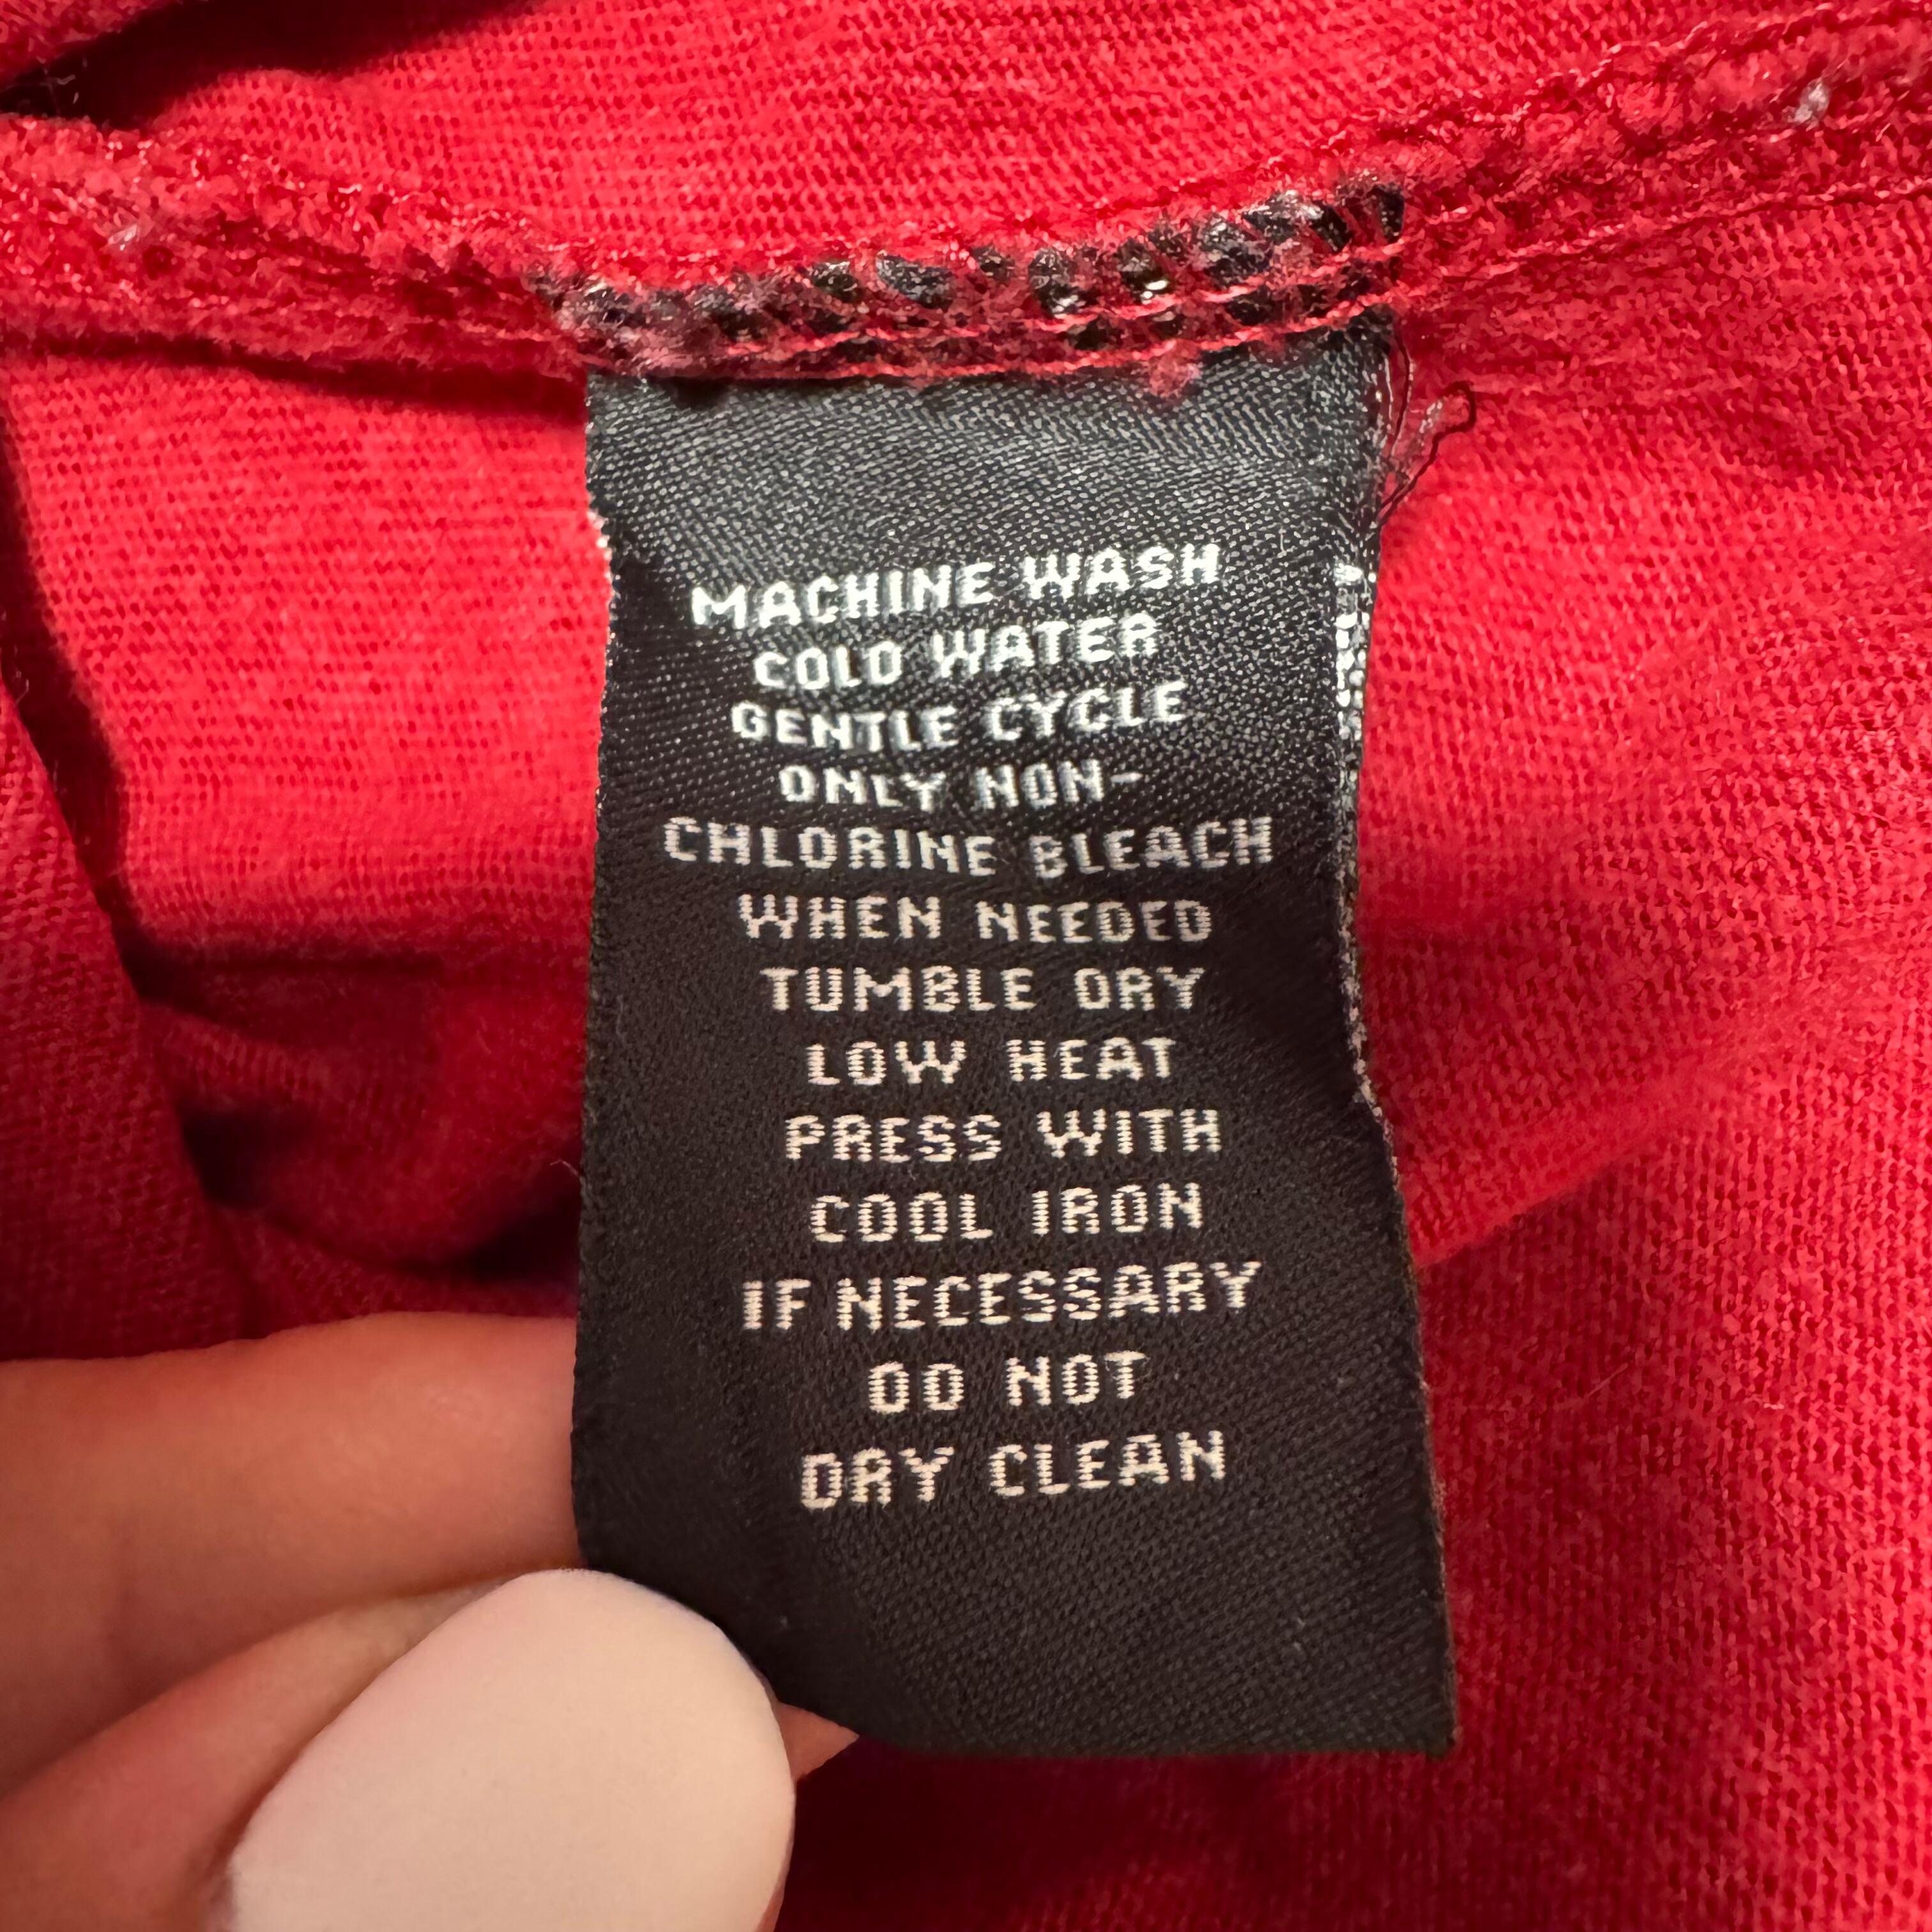 MACHINE WASH
COLD WATER
GENTLE CYCLE
ONLY NON-
CHLORINE BLEACH
WHEN NEEDED
TUMBLE DRY
LOW HEAT
PRESS WITH
COOL IRON
IF NECESSARY
DO NOT
DRY CLEAN